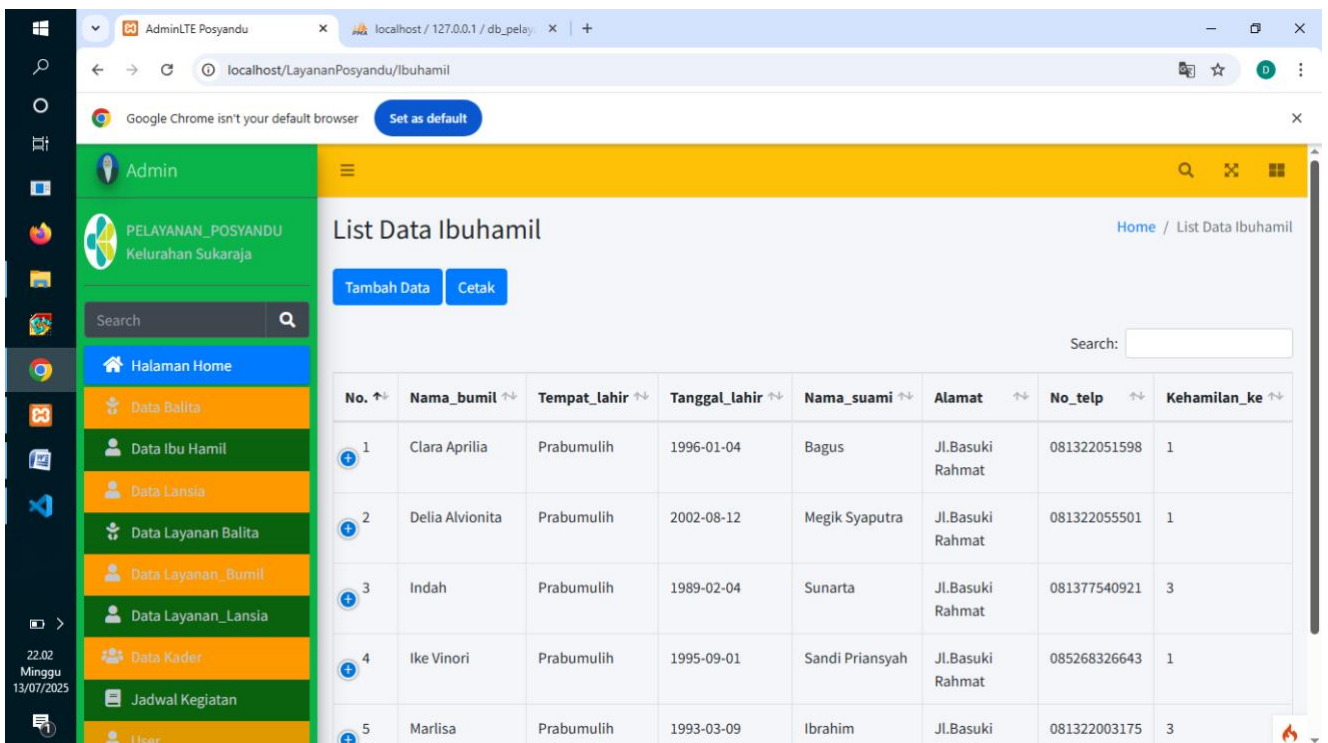 AdminLTE Posyandu
localhost / 127.0.0.1 / db_pelay
localhost/LayananPosyandu/Ibuhamil
D
Google Chrome isn't your default browser Set as default
Admin
PELAYANAN_POSYANDU
Kelurahan Sukaraja
Search
Halaman Home
Data Balita
Data Ibu Hamil
Data Lansia
Data Layanan Balita
Data Layanan_Bumil
Data Layanan_Lansia
Data Kader
Jadwal Kegiatan
User
List Data Ibuhamil
Home / List Data Ibuhamil
Tambah Data Cetak
Search:
No. Nama_bumil Tempat_lahir Tanggal_lahir Nama_suami Alamat No_telp Kehamilan_ke
1 Clara Aprilia Prabumulih 1996-01-04 Bagus Jl.Basuki 081322051598 1
Rahmat
2 Delia Alvionita Prabumulih 2002-08-12 Megik Syaputra Jl.Basuki 081322055501 1
Rahmat
3 Indah Prabumulih 1989-02-04 Sunarta Jl.Basuki 081377540921 3
Rahmat
4 Ike Vinori Prabumulih 1995-09-01 Sandi Priansyah Jl.Basuki 085268326643 1
Rahmat
5 Marlisa Prabumulih 1993-03-09 Ibrahim Jl.Basuki 081322003175 3
22.02
Minggu
13/07/2025
1